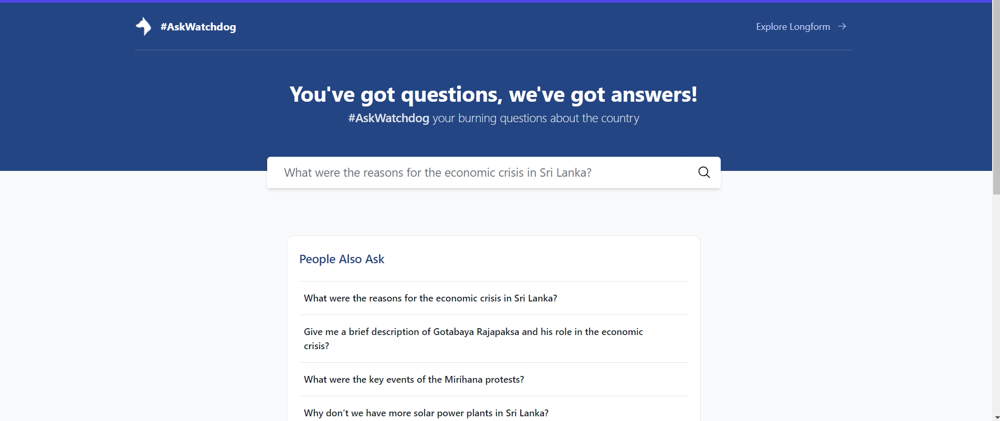 #AskWatchdog
Explore Longform
You've got questions, we've got answers!
#AskWatchdog your burning questions about the country
What were the reasons for the economic crisis in Sri Lanka?
People Also Ask
What were the reasons for the economic crisis in Sri Lanka?
Give me a brief description of Gotabaya Rajapaksa and his role in the economic
crisis?
What were the key events of the Mirihana protests?
Why don’t we have more solar power plants in Sri Lanka?